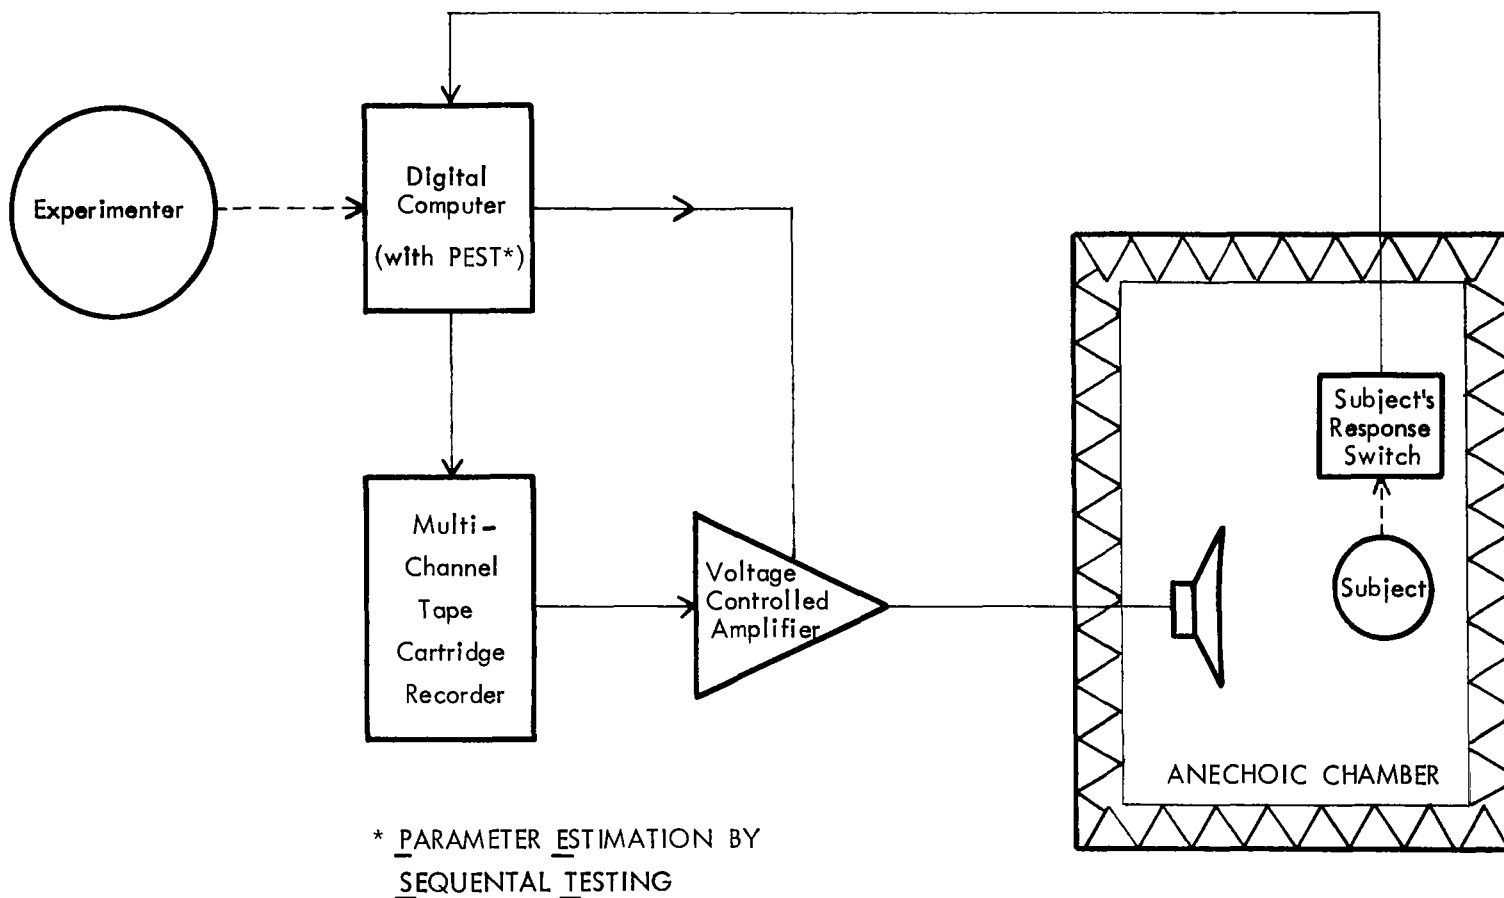 Experimenter
Digital
Computer
(with PEST*)
Multi-
Channel
Tape
Cartridge
Recorder
Voltage
Controlled
Amplifier
Subject's
Response
Switch
Subject
ANECHOIC CHAMBER
* PARAMETER ESTIMATION BY
SEQUENTAL TESTING